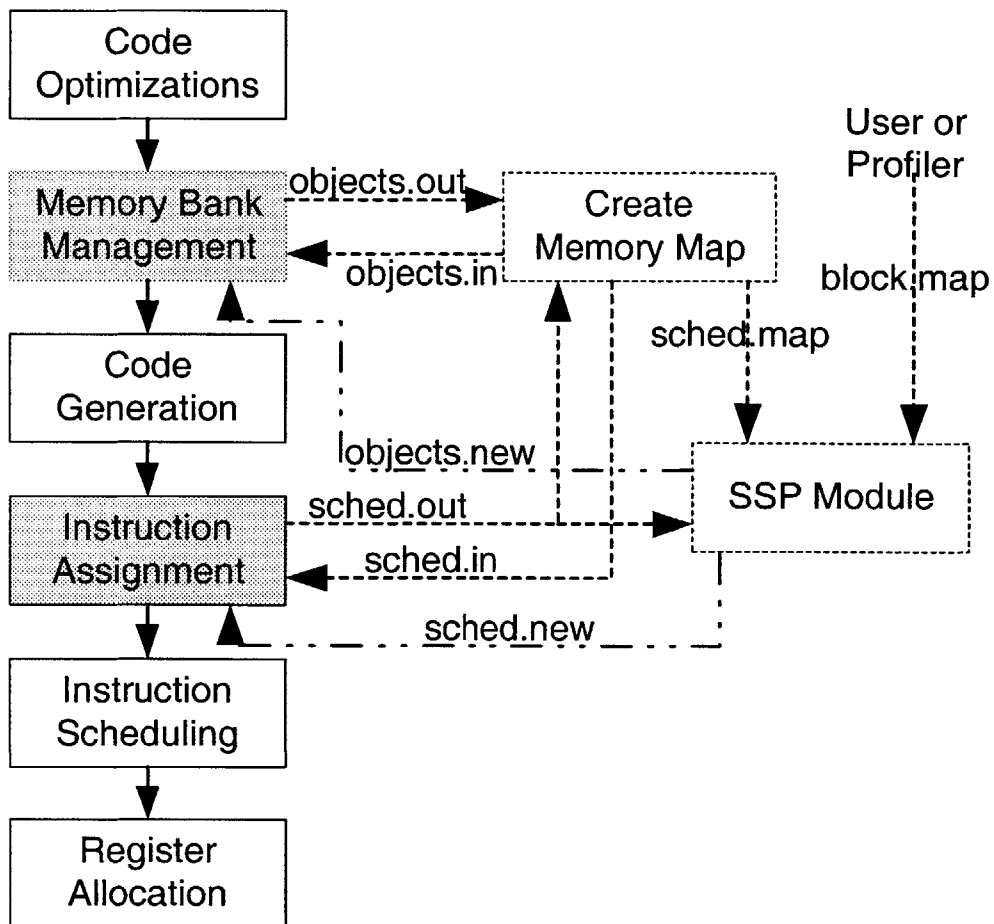 Code
Optimizations
User or
Profiler
Memory Bank
Management
objects.out
objects.in
Create
Memory Map
block.map
sched.map
Code
Generation
objects.new
SSP Module
Instruction
Assignment
sched.out
sched.in
sched.new
Instruction
Scheduling
Register
Allocation